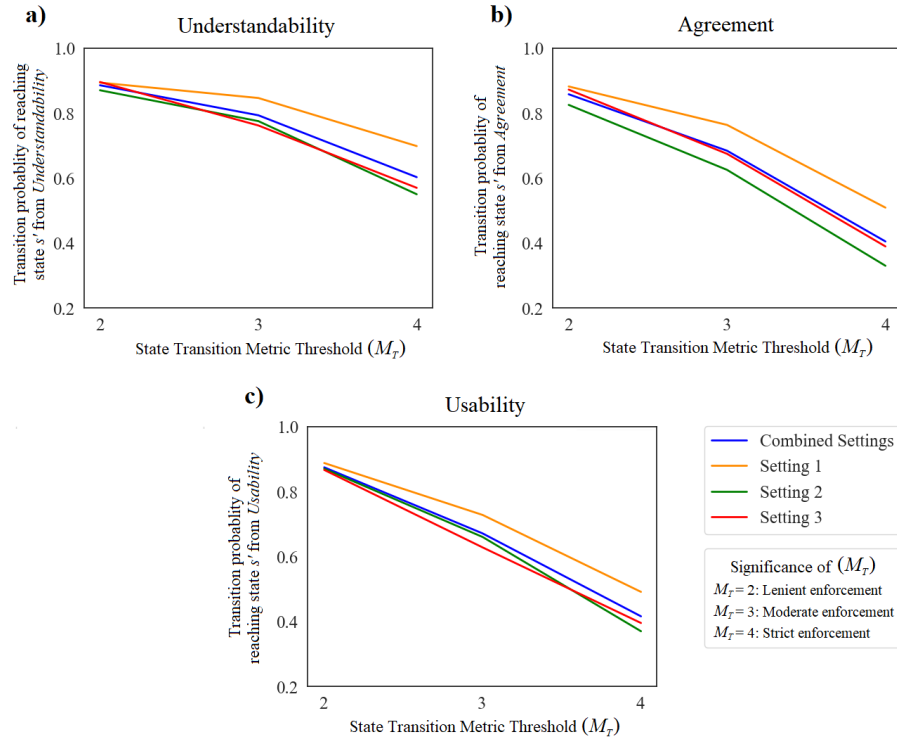 a)
Understandability
Transition probablity of reaching
state s' from Understandability
1.0
0.8
0.6
0.4
0.2
2
3
4
State Transition Metric Threshold (M_T)
b)
Agreement
Transition probablity of
reaching state s' from Agreement
1.0
0.8
0.6
0.4
0.2
2
3
4
State Transition Metric Threshold (M_T)
c)
Usability
Transition probablity of
reaching state s' from Usability
1.0
0.8
0.6
0.4
0.2
2
3
4
State Transition Metric Threshold (M_T)
Combined Settings
Setting 1
Setting 2
Setting 3
Significance of (M_T)
M_T = 2: Lenient enforcement
M_T = 3: Moderate enforcement
M_T = 4: Strict enforcement